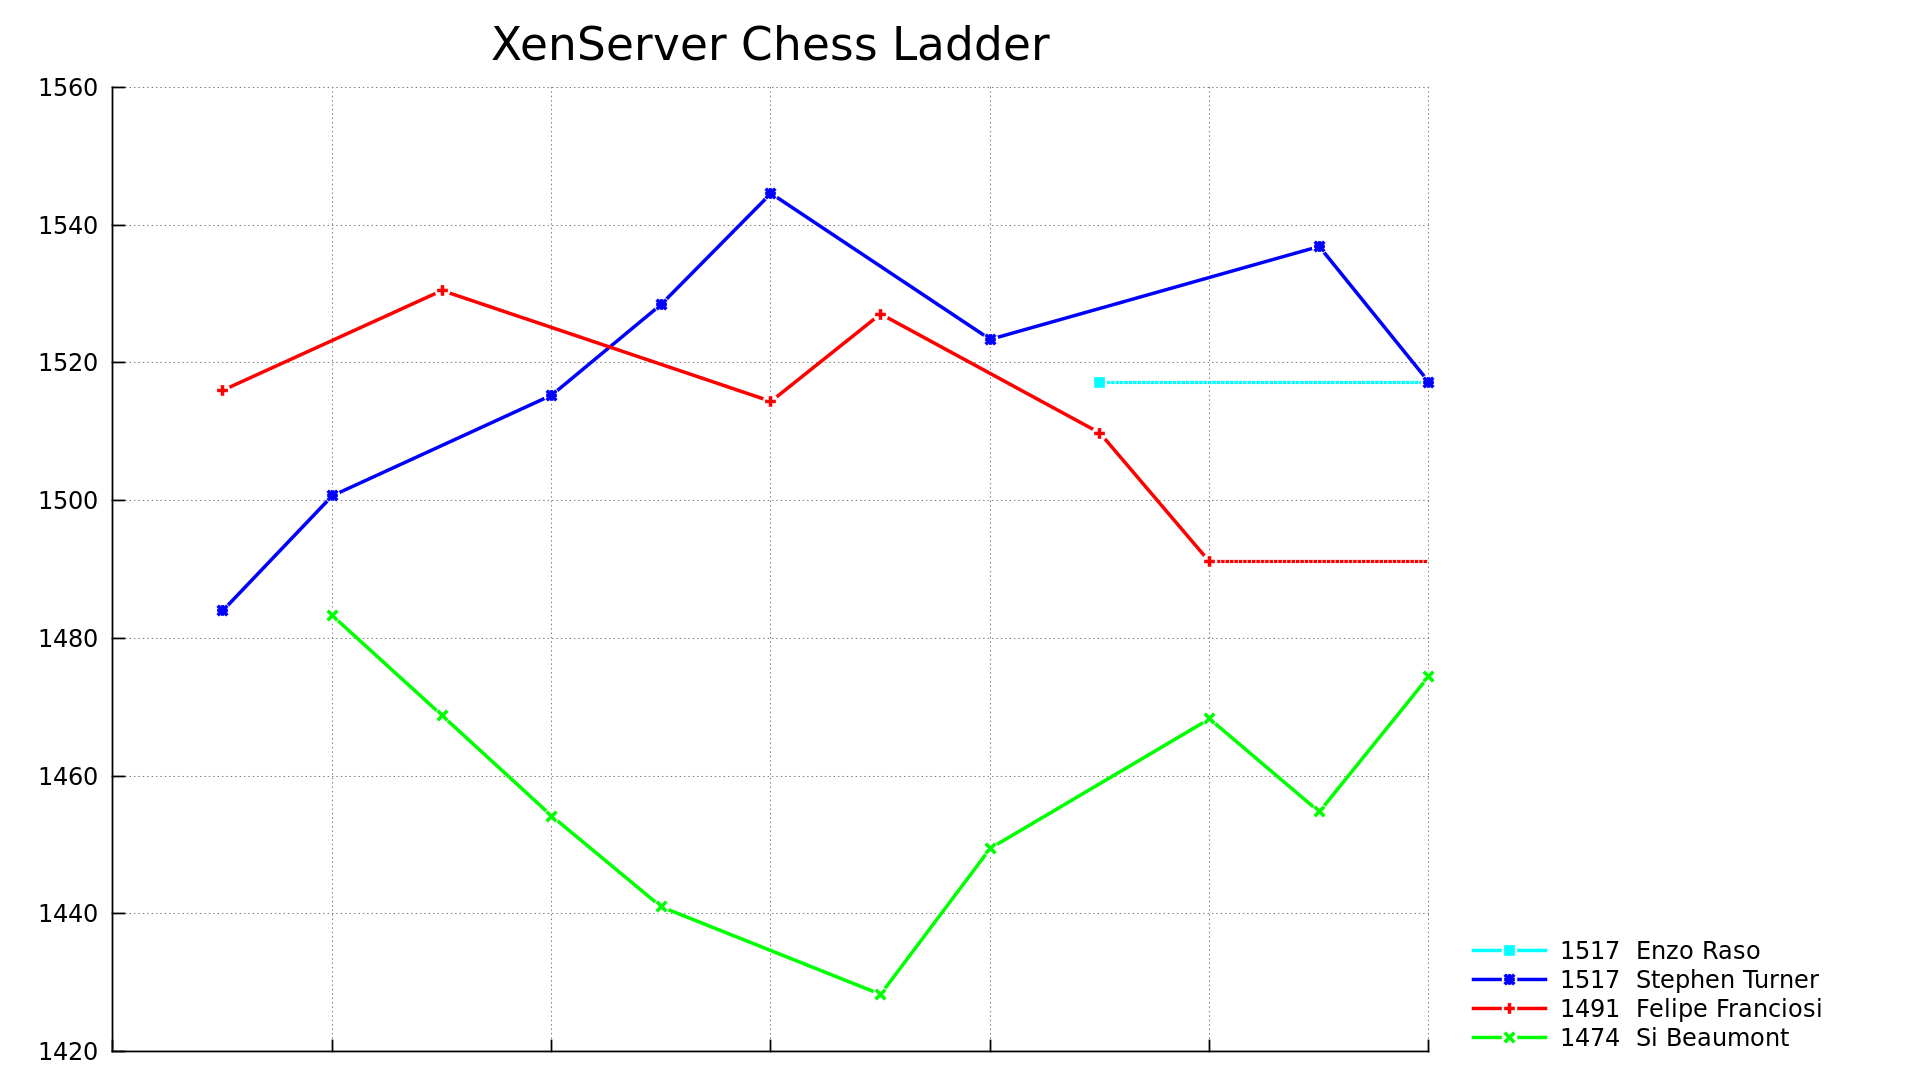 XenServer Chess Ladder
1560
1540
1520
1500
1480
1460
1440
1420
1517 Enzo Raso
1517 Stephen Turner
1491 Felipe Franciosi
1474 Si Beaumont